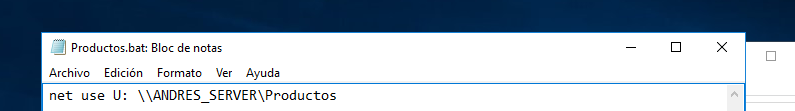 Productos.bat: Bloc de notas
Archivo Edición Formato Ver Ayuda
net use U: \\ANDRES_SERVER\Productos